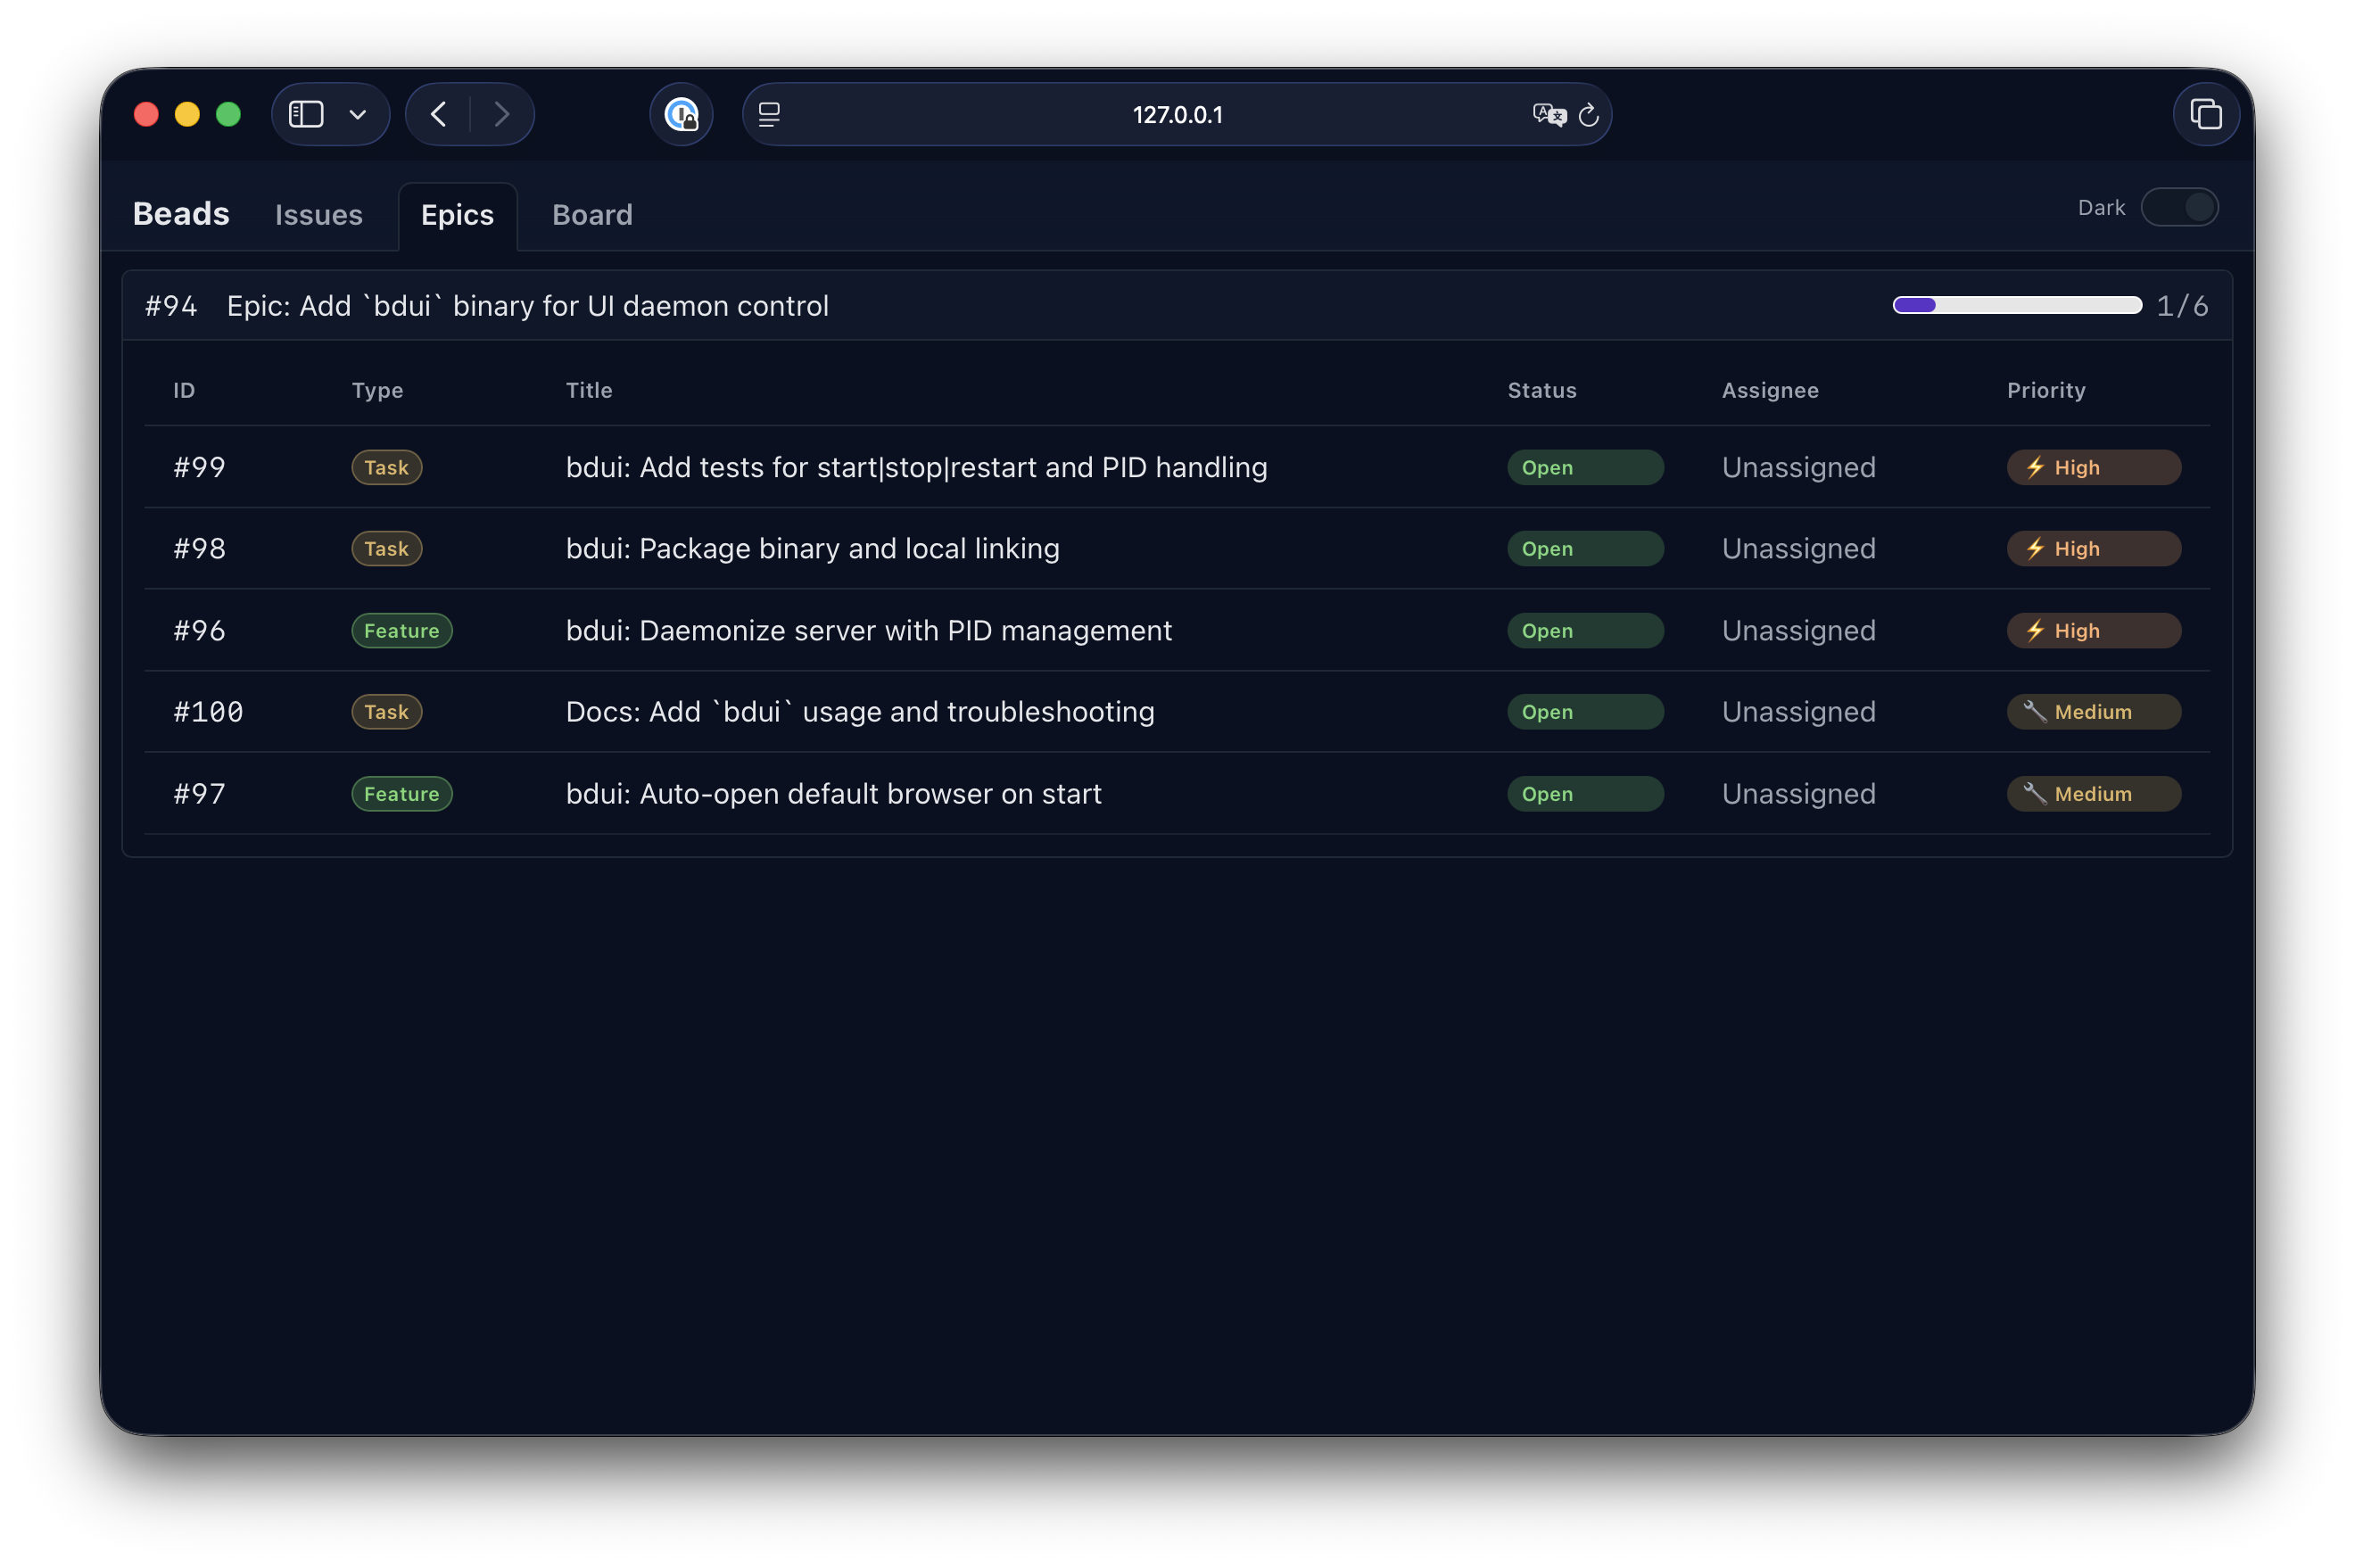 127.0.0.1
Beads Issues Epics Board Dark
#94 Epic: Add `bdui` binary for UI daemon control 1/6
ID Type Title Status Assignee Priority
#99 Task bdui: Add tests for start|stop|restart and PID handling Open Unassigned ⚡ High
#98 Task bdui: Package binary and local linking Open Unassigned ⚡ High
#96 Feature bdui: Daemonize server with PID management Open Unassigned ⚡ High
#100 Task Docs: Add `bdui` usage and troubleshooting Open Unassigned 🔧 Medium
#97 Feature bdui: Auto-open default browser on start Open Unassigned 🔧 Medium